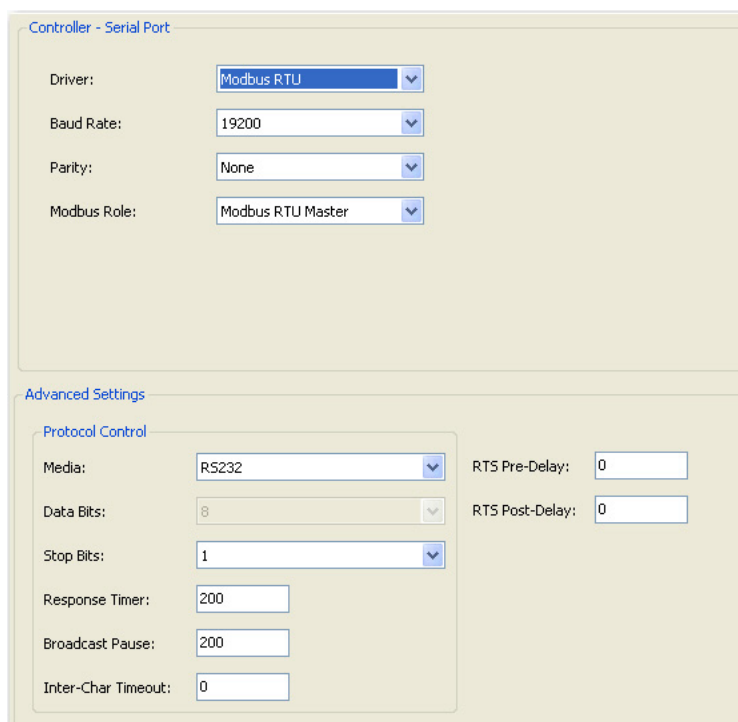 Controller - Serial Port
Driver: Modbus RTU
Baud Rate: 19200
Parity: None
Modbus Role: Modbus RTU Master
Advanced Settings
Protocol Control
Media: RS232 RTS Pre-Delay: 0
Data Bits: 8 RTS Post-Delay: 0
Stop Bits: 1
Response Timer: 200
Broadcast Pause: 200
Inter-Char Timeout: 0